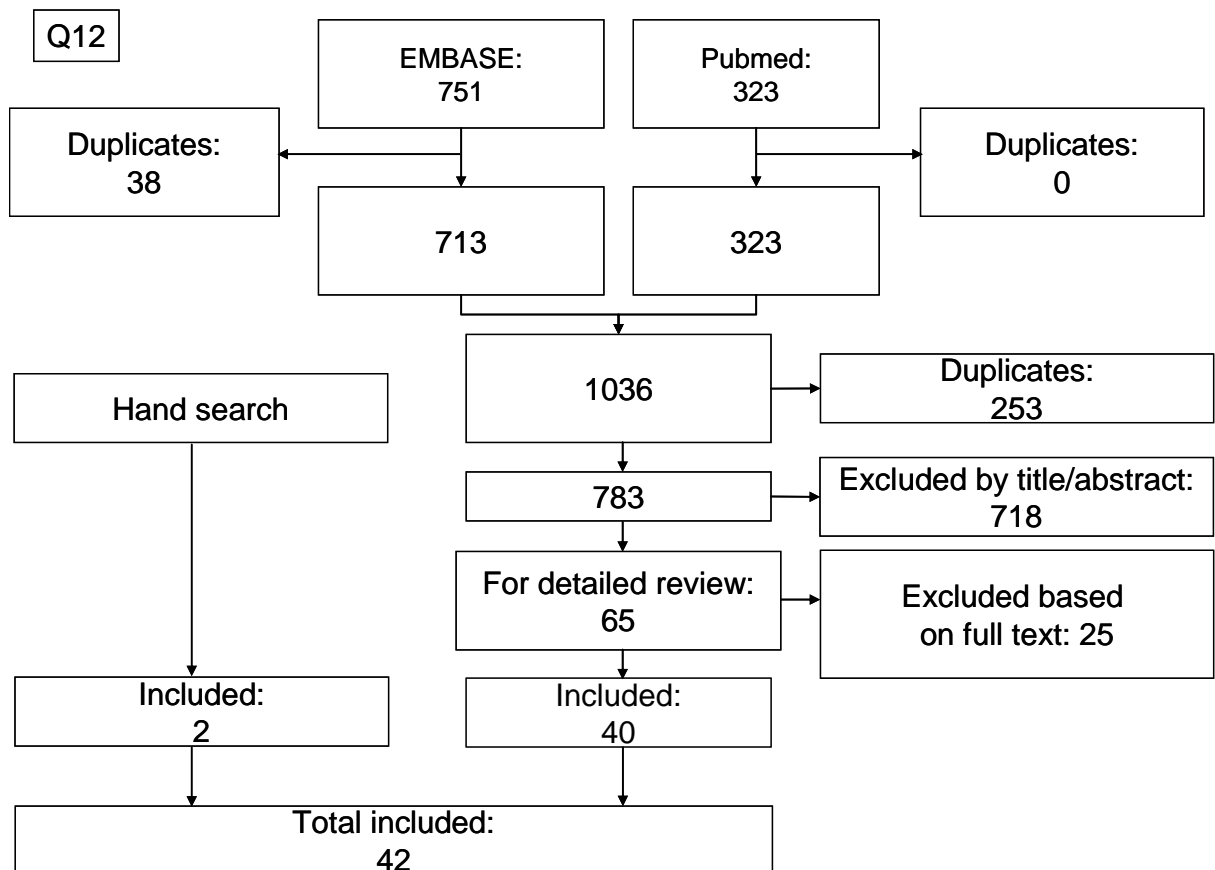 Q12
EMBASE:
751
Pubmed:
323
Duplicates:
38
Duplicates:
0
713
323
1036
Duplicates:
253
Hand search
783
Excluded by title/abstract:
718
For detailed review:
65
Excluded based
on full text: 25
Included:
2
Included:
40
Total included:
42